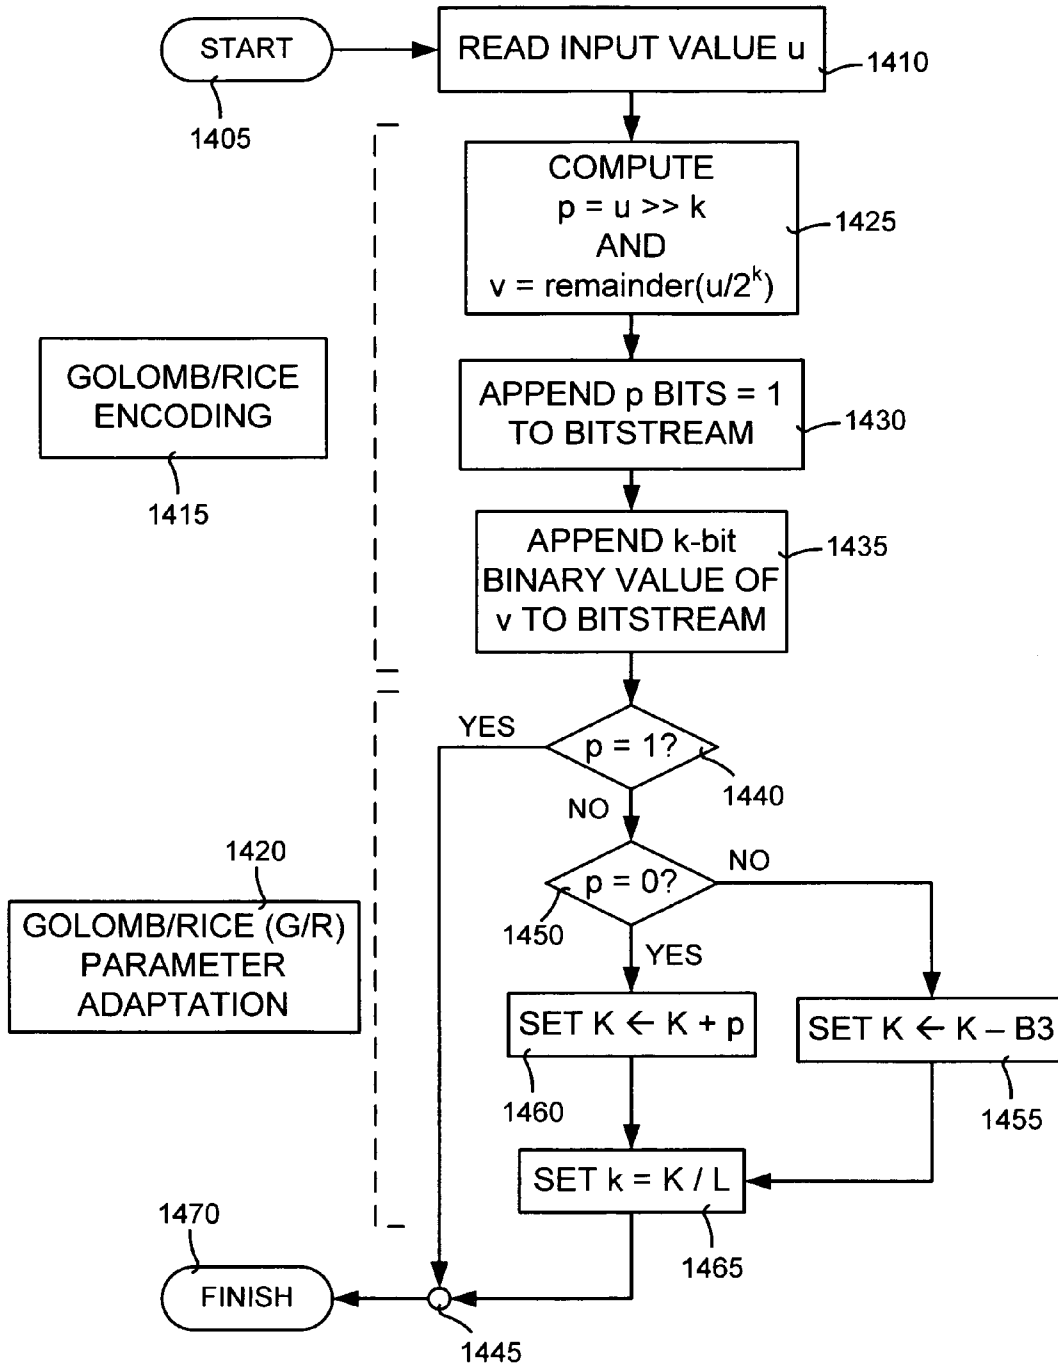 START
READ INPUT VALUE u
1410
1405
COMPUTE
p = u >> k
AND
v = remainder(u/2^k)
1425
GOLOMB/RICE
ENCODING
1415
APPEND p BITS = 1
TO BITSTREAM
1430
APPEND k-bit
BINARY VALUE OF
v TO BITSTREAM
1435
YES
p = 1?
1440
NO
p = 0?
NO
1450
YES
1420
GOLOMB/RICE (G/R)
PARAMETER
ADAPTATION
SET K ← K + p
SET K ← K – B3
1460
1455
SET k = K / L
1465
1470
FINISH
1445